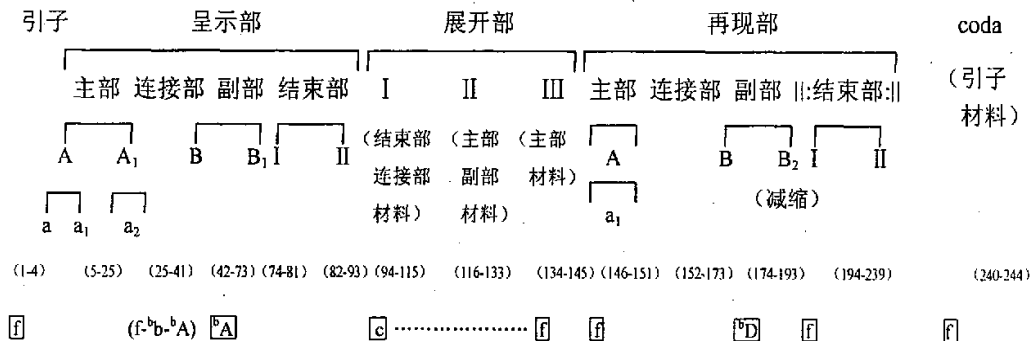 引子 呈示部 展开部 再现部 coda
主部 连接部 副部 结束部 I II III 主部 连接部 副部 ||:结束部:|| (引子
材料)
A A₁ B B₁ I II (结束部 (主部 (主部 A B B₂ I II
连接部 副部 材料) (减缩)
a a₁ a₂ 材料) 材料) a₁
(1-4) (5-25) (25-41) (42-73) (74-81) (82-93) (94-115) (116-133) (134-145) (146-151) (152-173) (174-193) (194-239) (240-244)
f (f-ᵇb-ᵇA) ᵇA c ·················· f f ᵇD f f